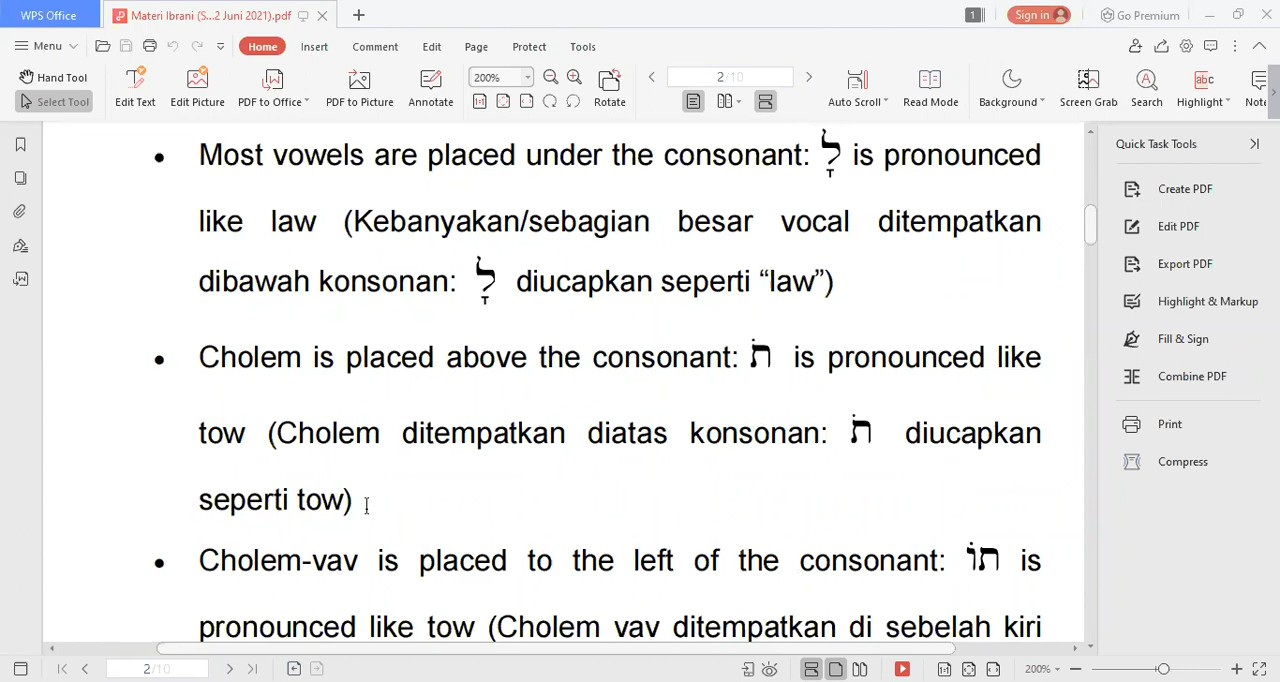 WPS Office
Materi Ibrani (S...2 Juni 2021).pdf
1
Sign in
Go Premium
Menu
Home
Insert
Comment
Edit
Page
Protect
Tools
Hand Tool
Select Tool
Edit Text
Edit Picture
PDF to Office
PDF to Picture
Annotate
200%
2/10
Rotate
Auto Scroll
Read Mode
Background
Screen Grab
Search
Highlight
Note
• Most vowels are placed under the consonant: לָ is pronounced
like law (Kebanyakan/sebagian besar vocal ditempatkan
dibawah konsonan: לָ diucapkan seperti “law”)
• Cholem is placed above the consonant: תֹ is pronounced like
tow (Cholem ditempatkan diatas konsonan: תֹ diucapkan
seperti tow)
• Cholem-vav is placed to the left of the consonant: תוֹ is
pronounced like tow (Cholem vav ditempatkan di sebelah kiri
Quick Task Tools
Create PDF
Edit PDF
Export PDF
Highlight & Markup
Fill & Sign
Combine PDF
Print
Compress
2/10
200%